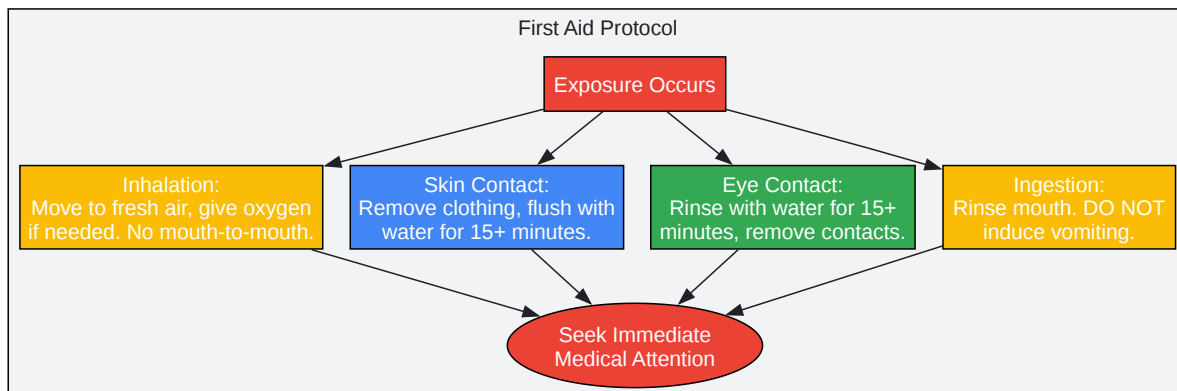 First Aid Protocol
Exposure Occurs
Inhalation:
Move to fresh air, give oxygen
if needed. No mouth-to-mouth.
Skin Contact:
Remove clothing, flush with
water for 15+ minutes.
Eye Contact:
Rinse with water for 15+
minutes, remove contacts.
Ingestion:
Rinse mouth. DO NOT
induce vomiting.
Seek Immediate
Medical Attention